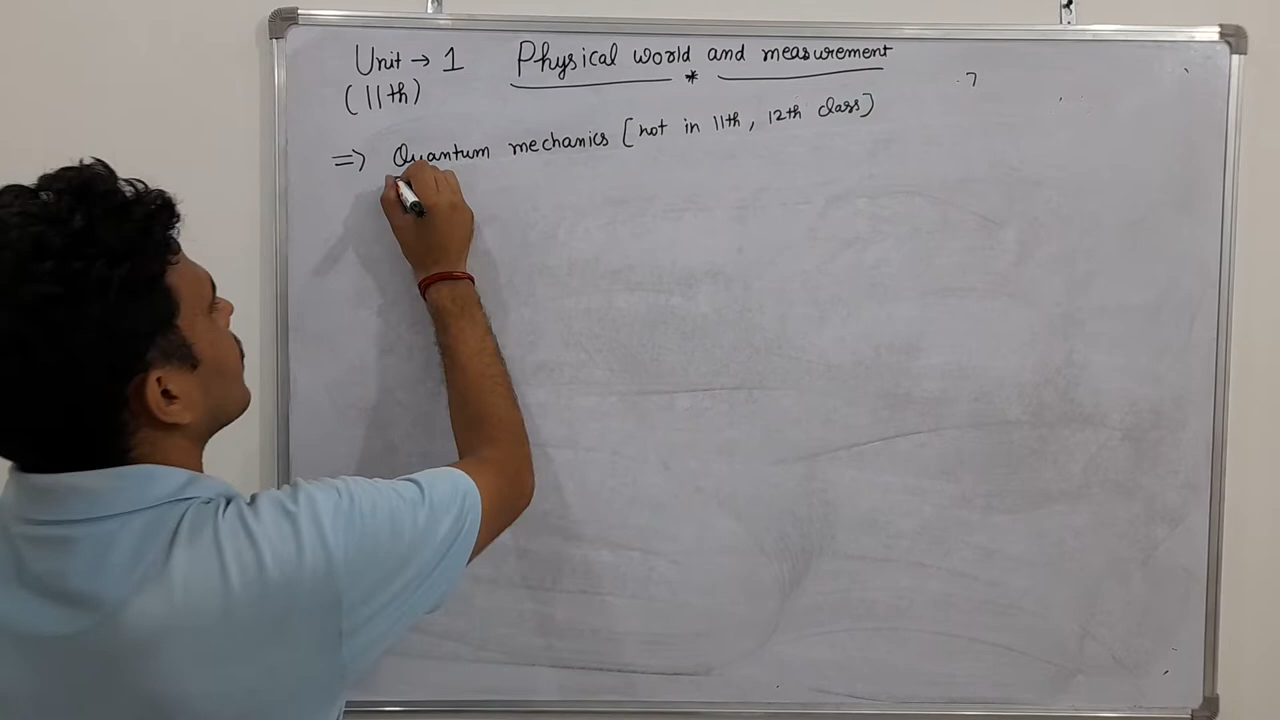 Unit → 1 Physical world and measurement
(11th) *
⇒ Quantum mechanics [not in 11th, 12th class)